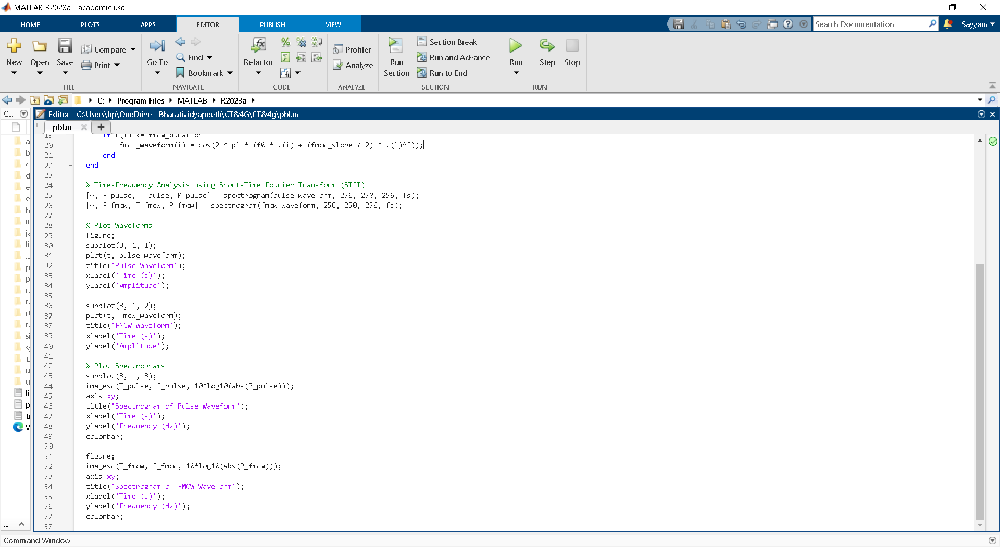 MATLAB R2023a - academic use
HOME PLOTS APPS EDITOR PUBLISH VIEW
Search Documentation
Sayyam
New
Open
Save
Compare
Print
FILE
Go To
Find
Bookmark
NAVIGATE
Refactor
CODE
Profiler
Analyze
ANALYZE
Run
Section
Section Break
Run and Advance
Run to End
SECTION
Run
Step
Stop
RUN
C: Program Files MATLAB R2023a
C...
Editor - C:\Users\hp\OneDrive - Bharatividyapeeth\CT&4G\CT&4g\pbl.m
pbl.m
19 if t(i) <= fmcw_duration
20 fmcw_waveform(i) = cos(2 * pi * (f0 * t(i) + (fmcw_slope / 2) * t(i)^2));
21 end
22 end
23
24 % Time-Frequency Analysis using Short-Time Fourier Transform (STFT)
25 [~, F_pulse, T_pulse, P_pulse] = spectrogram(pulse_waveform, 256, 250, 256, fs);
26 [~, F_fmcw, T_fmcw, P_fmcw] = spectrogram(fmcw_waveform, 256, 250, 256, fs);
27
28 % Plot Waveforms
29 figure;
30 subplot(3, 1, 1);
31 plot(t, pulse_waveform);
32 title('Pulse Waveform');
33 xlabel('Time (s)');
34 ylabel('Amplitude');
35
36 subplot(3, 1, 2);
37 plot(t, fmcw_waveform);
38 title('FMCW Waveform');
39 xlabel('Time (s)');
40 ylabel('Amplitude');
41
42 % Plot Spectrograms
43 subplot(3, 1, 3);
44 imagesc(T_pulse, F_pulse, 10*log10(abs(P_pulse)));
45 axis xy;
46 title('Spectrogram of Pulse Waveform');
47 xlabel('Time (s)');
48 ylabel('Frequency (Hz)');
49 colorbar;
50
51 figure;
52 imagesc(T_fmcw, F_fmcw, 10*log10(abs(P_fmcw)));
53 axis xy;
54 title('Spectrogram of FMCW Waveform');
55 xlabel('Time (s)');
56 ylabel('Frequency (Hz)');
57 colorbar;
58
Command Window